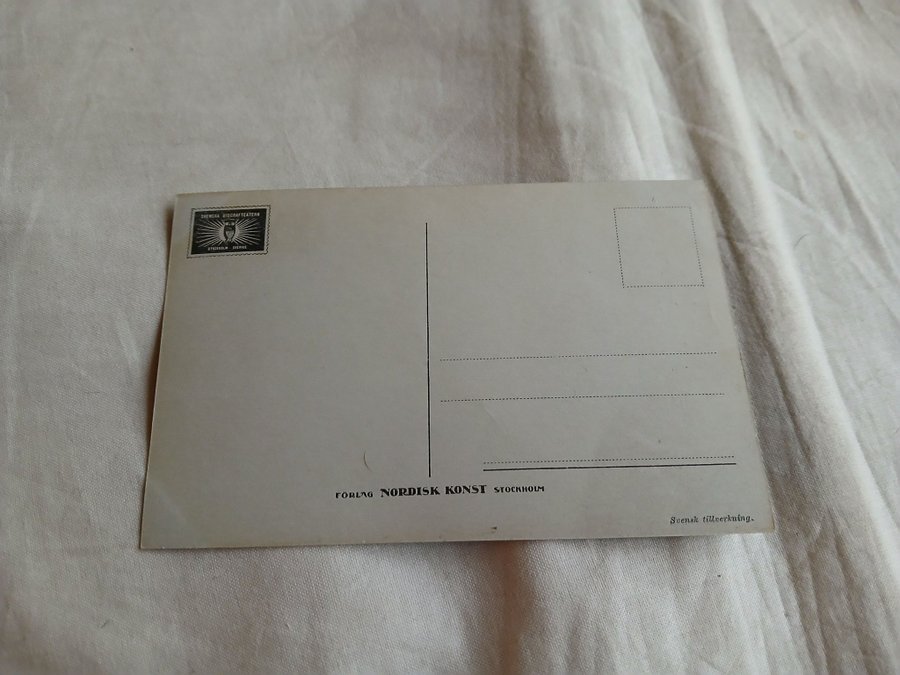 SVENSKA BIOGRAFTEATERN
STOCKHOLM SVERIGE
FÖRLAG NORDISK KONST STOCKHOLM
Svensk tillverkning.